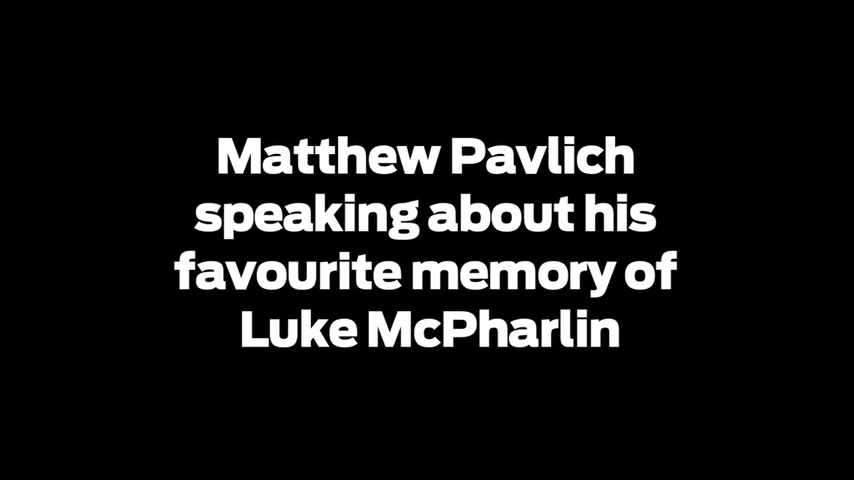 Matthew Pavlich
speaking about his
favourite memory of
Luke McPharlin